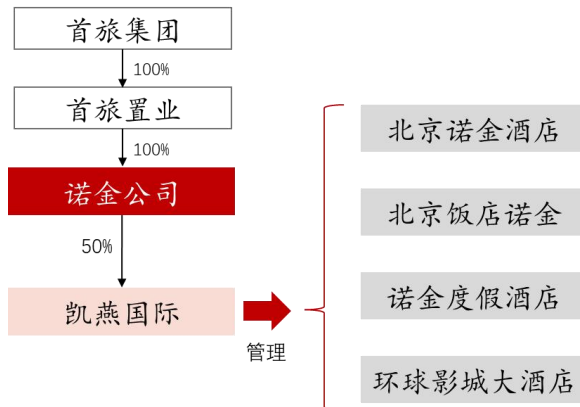 首旅集团
100%
首旅置业
100%
诺金公司
50%
凯燕国际
管理
北京诺金酒店
北京饭店诺金
诺金度假酒店
环球影城大酒店